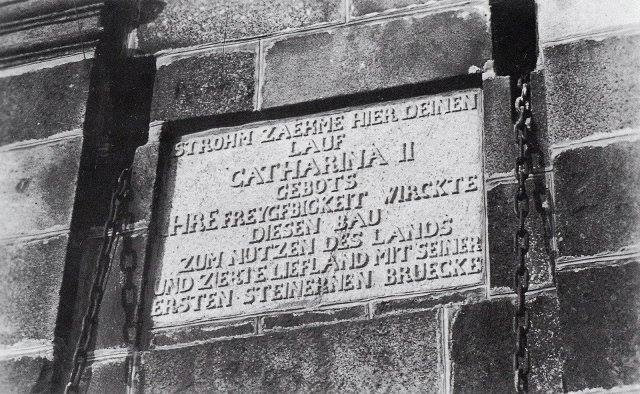 STROHM ZAEHME HIER DEINEN
LAUF
CATHARINA II
GEBOTS
IHRE FREYGEBIGKEIT WIRCKTE
DIESEN BAU
ZUM NUTZEN DES LANDS
UND ZIERTE LIEFLAND MIT SEINER
ERSTEN STEINERNEN BRUECKE